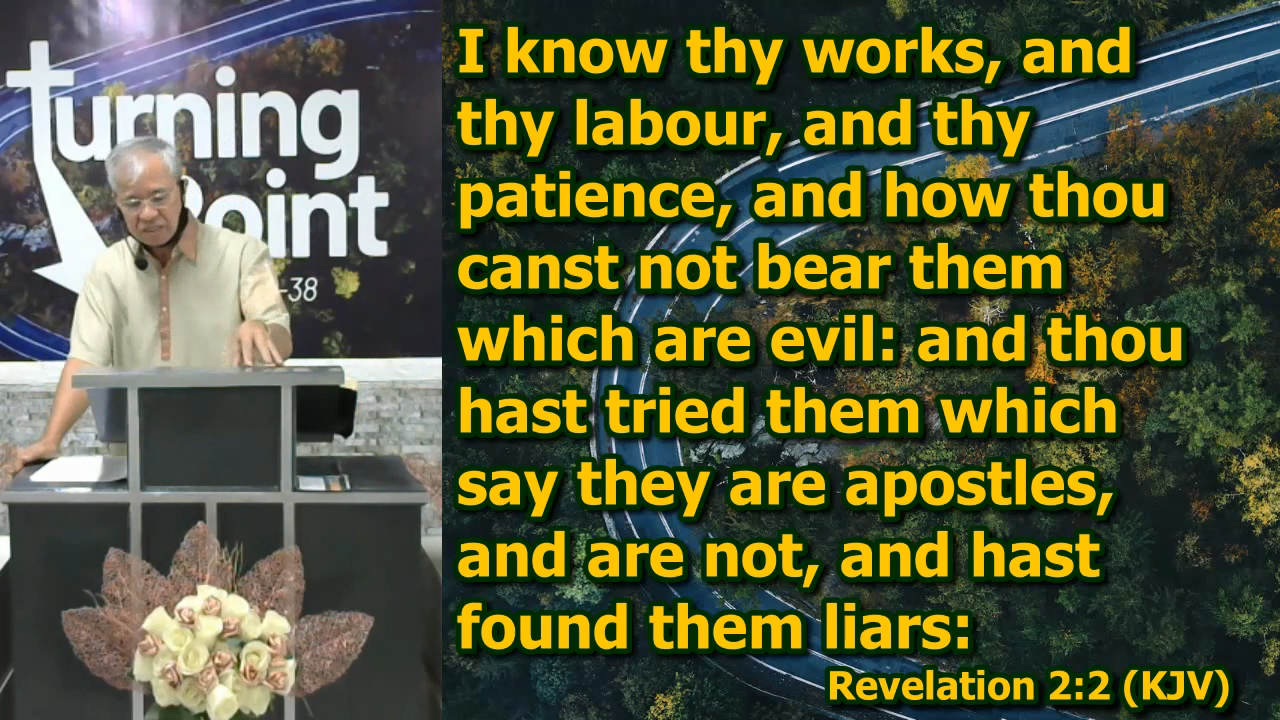 turning
Point
-38
I know thy works, and
thy labour, and thy
patience, and how thou
canst not bear them
which are evil: and thou
hast tried them which
say they are apostles,
and are not, and hast
found them liars:
Revelation 2:2 (KJV)